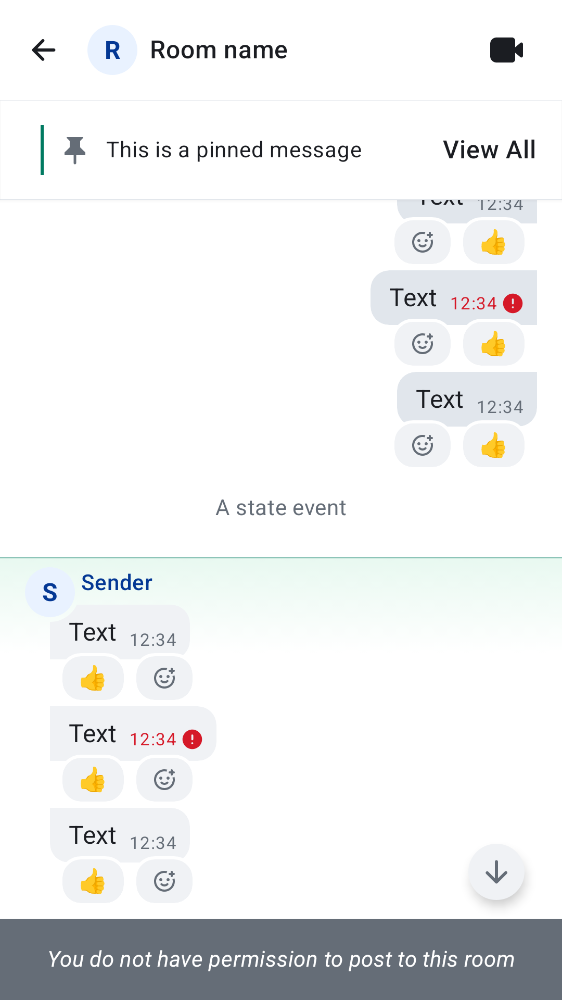 R Room name
This is a pinned message View All
Text 12:34
Text 12:34
Text 12:34
A state event
S Sender
Text 12:34
Text 12:34
Text 12:34
You do not have permission to post to this room